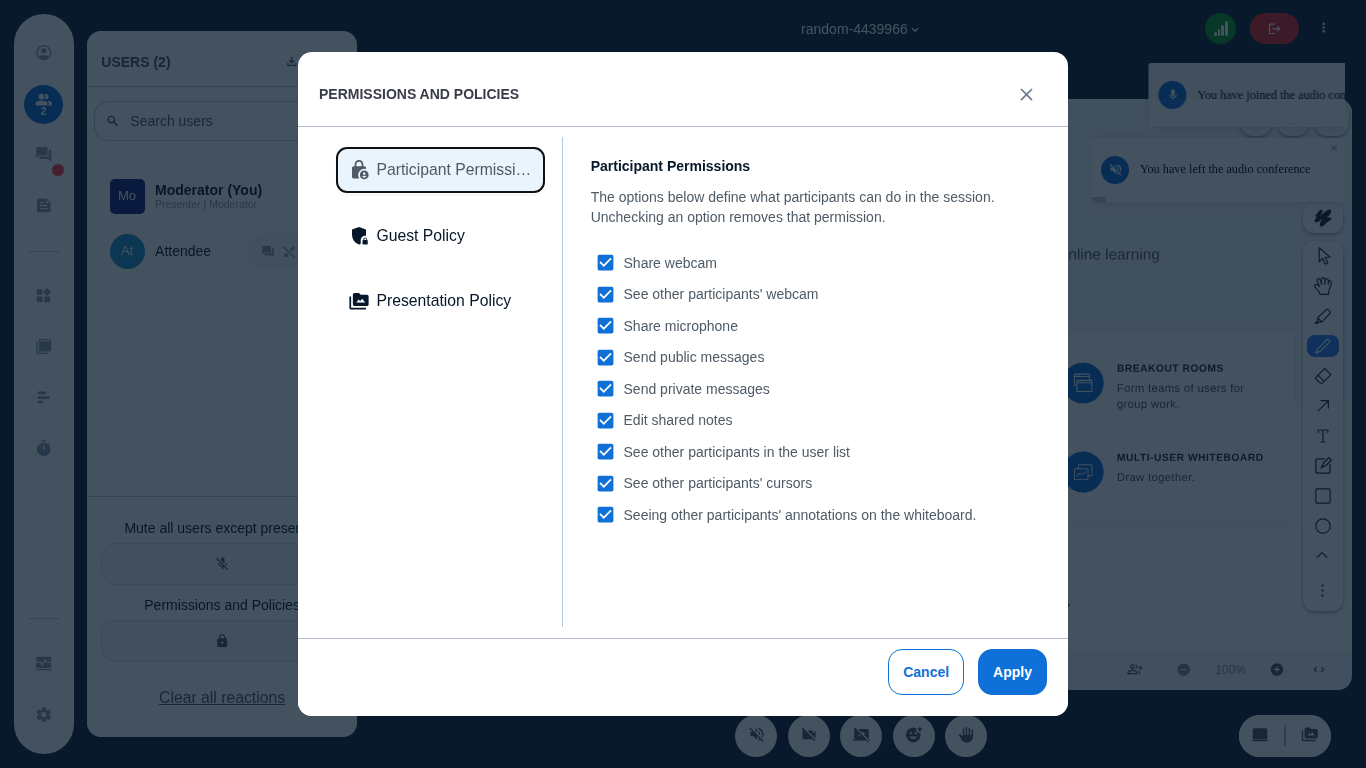 random-4439966
USERS (2)
2
Search users
Mo
Moderator (You)
Presenter | Moderator
At
Attendee
Mute all users except presen
Permissions and Policies
Clear all reactions
PERMISSIONS AND POLICIES
Participant Permissi…
Guest Policy
Presentation Policy
Participant Permissions
The options below define what participants can do in the session.
Unchecking an option removes that permission.
Share webcam
See other participants' webcam
Share microphone
Send public messages
Send private messages
Edit shared notes
See other participants in the user list
See other participants' cursors
Seeing other participants' annotations on the whiteboard.
Cancel
Apply
You have joined the audio con
You have left the audio conference
nline learning
BREAKOUT ROOMS
Form teams of users for
group work.
MULTI-USER WHITEBOARD
Draw together.
100%